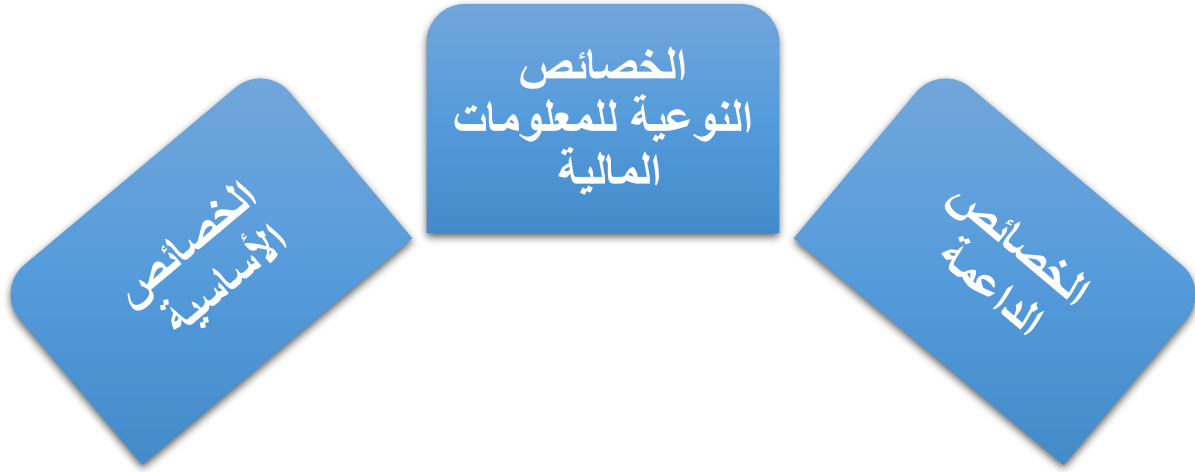 الخصائص
النوعية للمعلومات
المالية
الخصائص
الداعمة
الخصائص
الأساسية